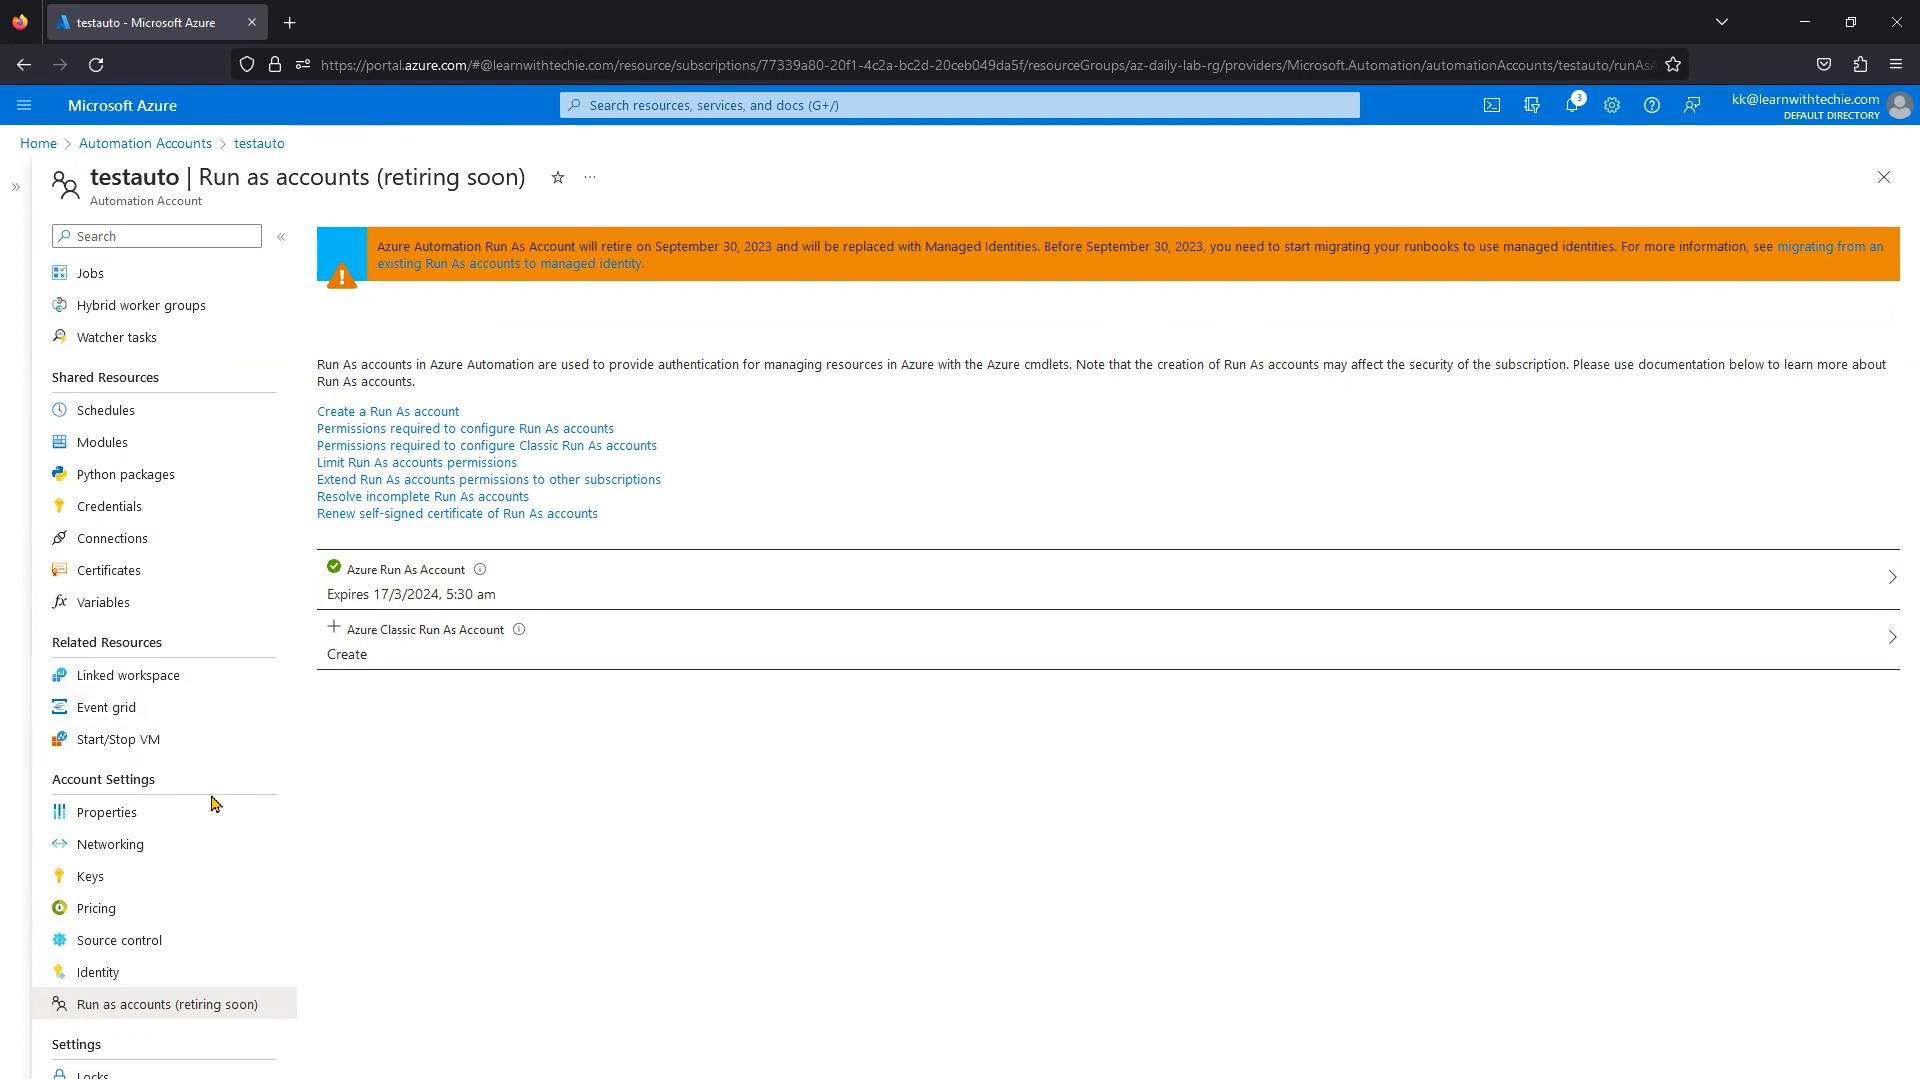 testauto - Microsoft Azure
https://portal.azure.com/#@learnwithtechie.com/resource/subscriptions/77339a80-20f1-4c2a-bc2d-20ceb049da5f/resourceGroups/az-daily-lab-rg/providers/Microsoft.Automation/automationAccounts/testauto/runAsA
Microsoft Azure
Search resources, services, and docs (G+/)
3
kk@learnwithtechie.com
DEFAULT DIRECTORY
Home > Automation Accounts > testauto
testauto | Run as accounts (retiring soon)
Automation Account
Search
Jobs
Hybrid worker groups
Watcher tasks
Shared Resources
Schedules
Modules
Python packages
Credentials
Connections
Certificates
Variables
Related Resources
Linked workspace
Event grid
Start/Stop VM
Account Settings
Properties
Networking
Keys
Pricing
Source control
Identity
Run as accounts (retiring soon)
Settings
Locks
Azure Automation Run As Account will retire on September 30, 2023 and will be replaced with Managed Identities. Before September 30, 2023, you need to start migrating your runbooks to use managed identities. For more information, see migrating from an
existing Run As accounts to managed identity.
Run As accounts in Azure Automation are used to provide authentication for managing resources in Azure with the Azure cmdlets. Note that the creation of Run As accounts may affect the security of the subscription. Please use documentation below to learn more about
Run As accounts.
Create a Run As account
Permissions required to configure Run As accounts
Permissions required to configure Classic Run As accounts
Limit Run As accounts permissions
Extend Run As accounts permissions to other subscriptions
Resolve incomplete Run As accounts
Renew self-signed certificate of Run As accounts
Azure Run As Account
Expires 17/3/2024, 5:30 am
Azure Classic Run As Account
Create